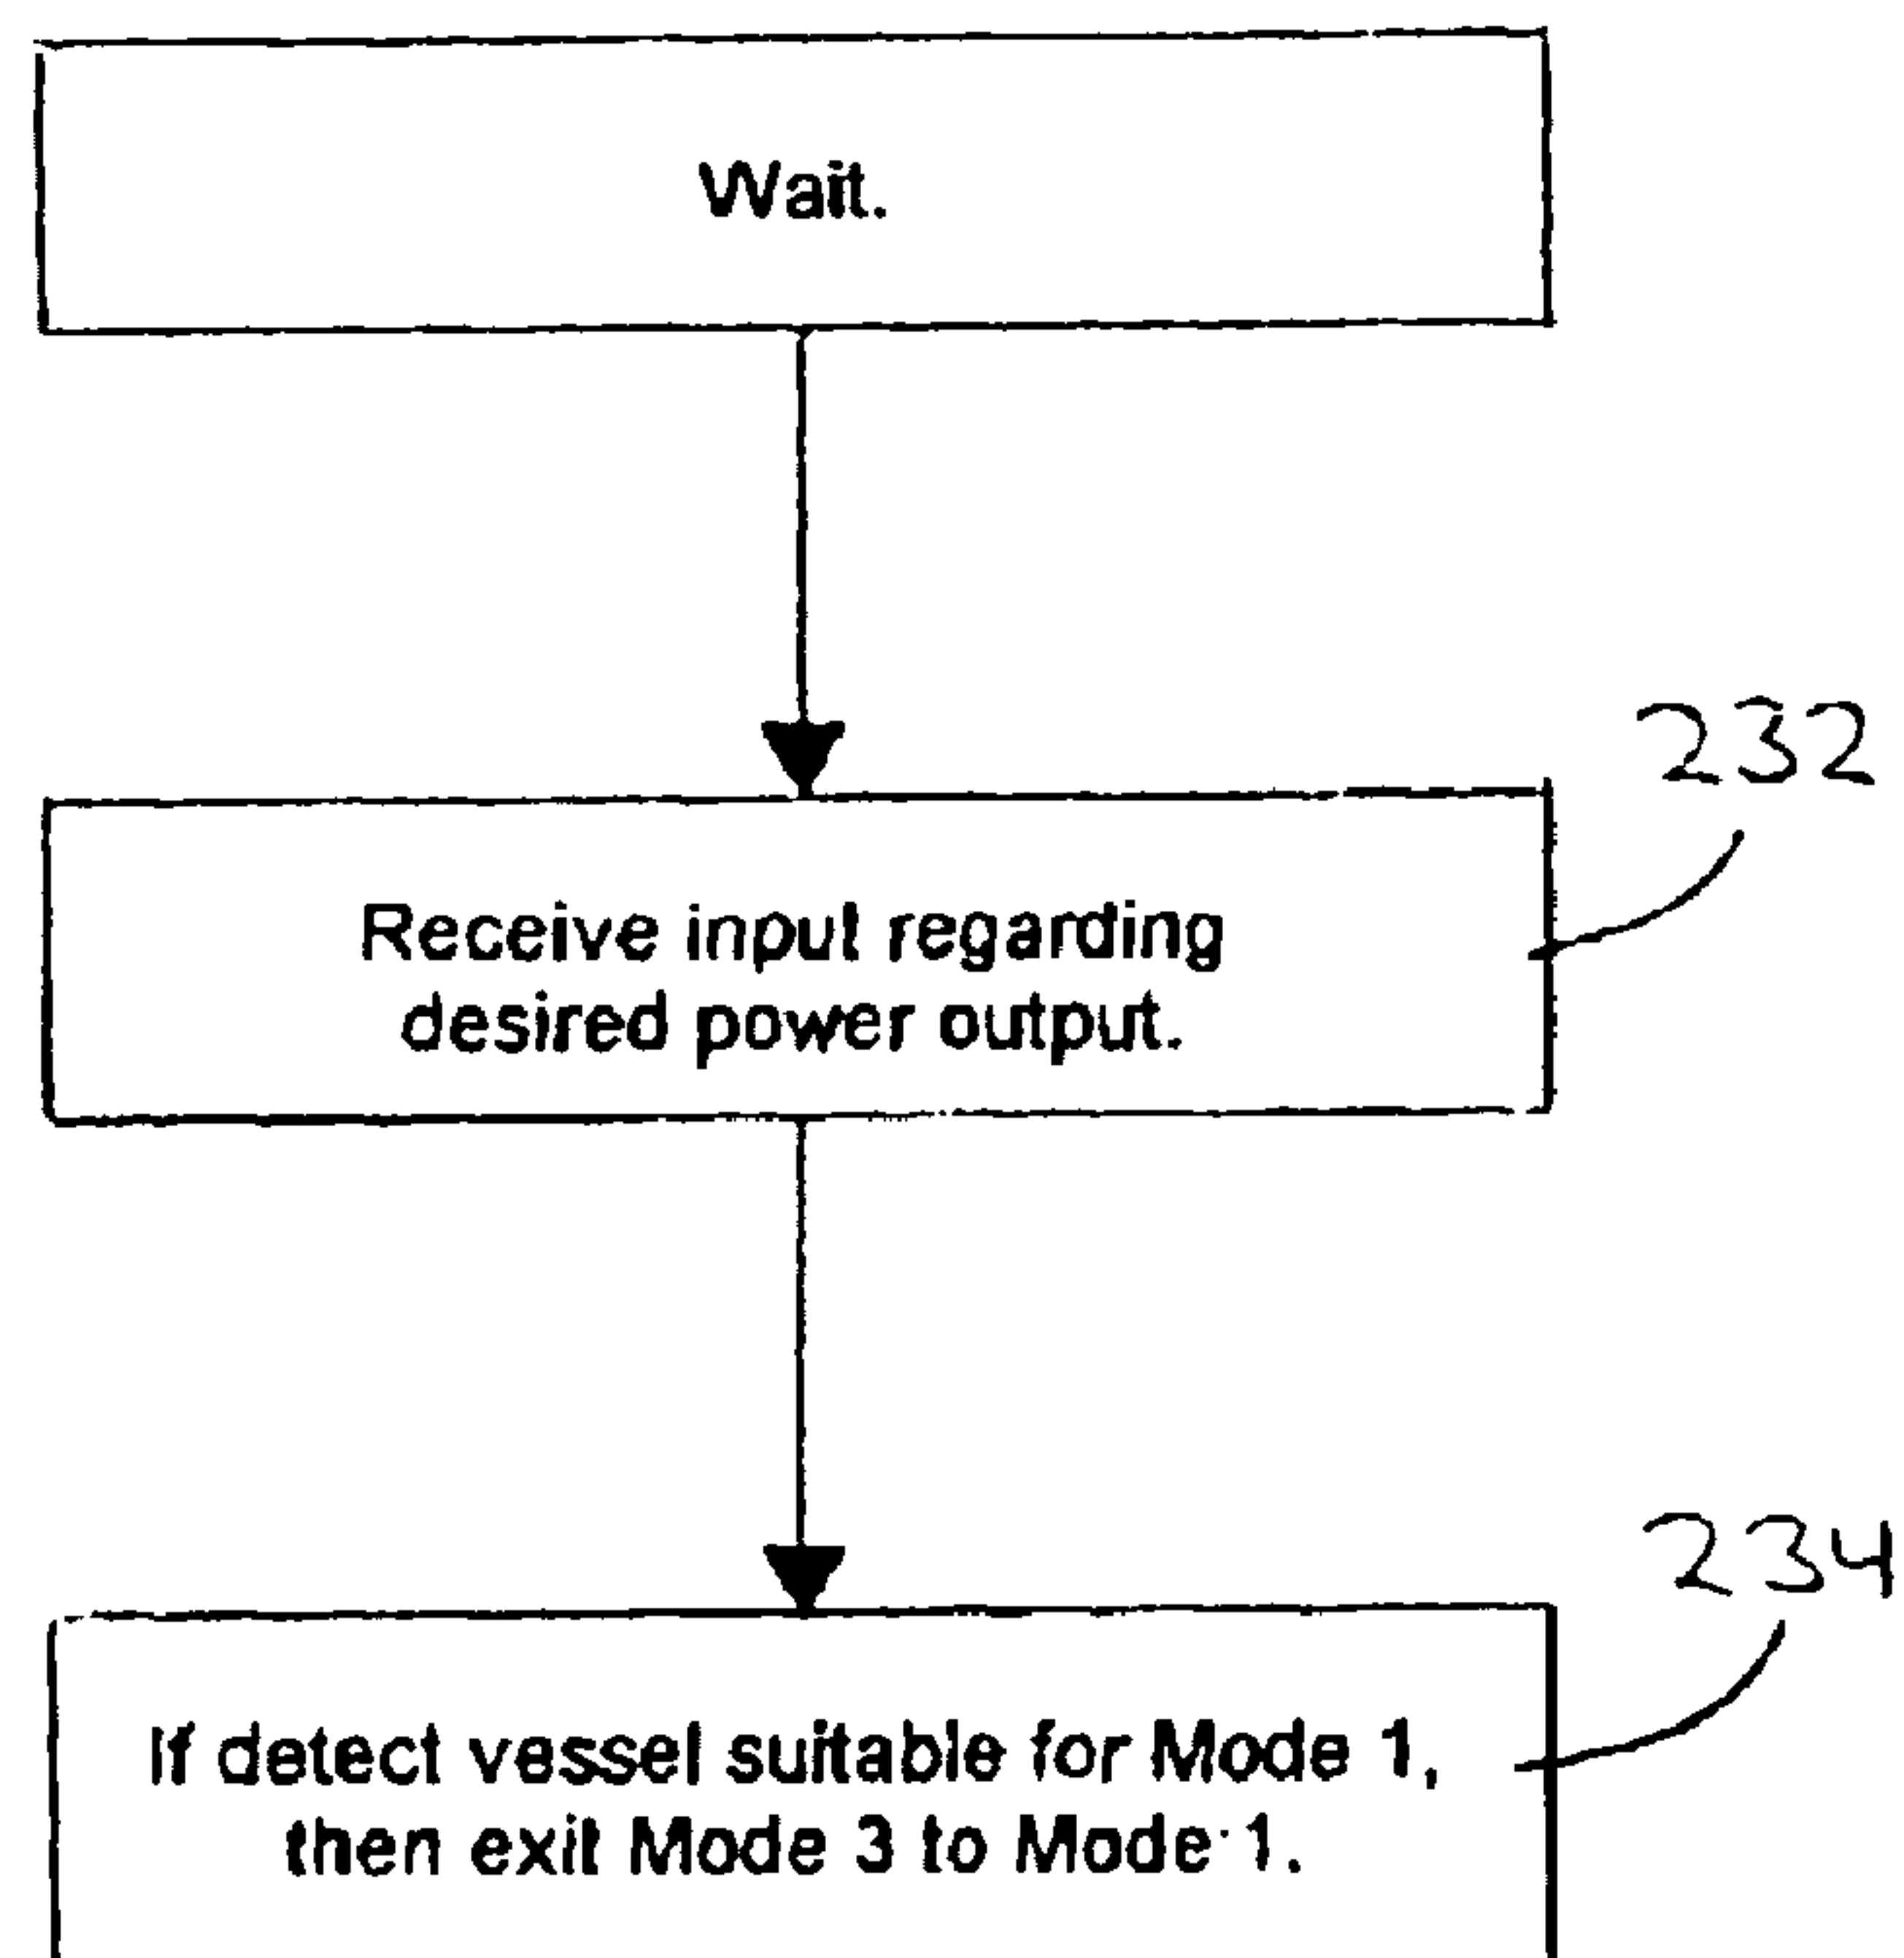 Wait.
232
Receive input regarding
desired power output.
234
If detect vessel suitable for Mode 1,
then exit Mode 3 to Mode 1.